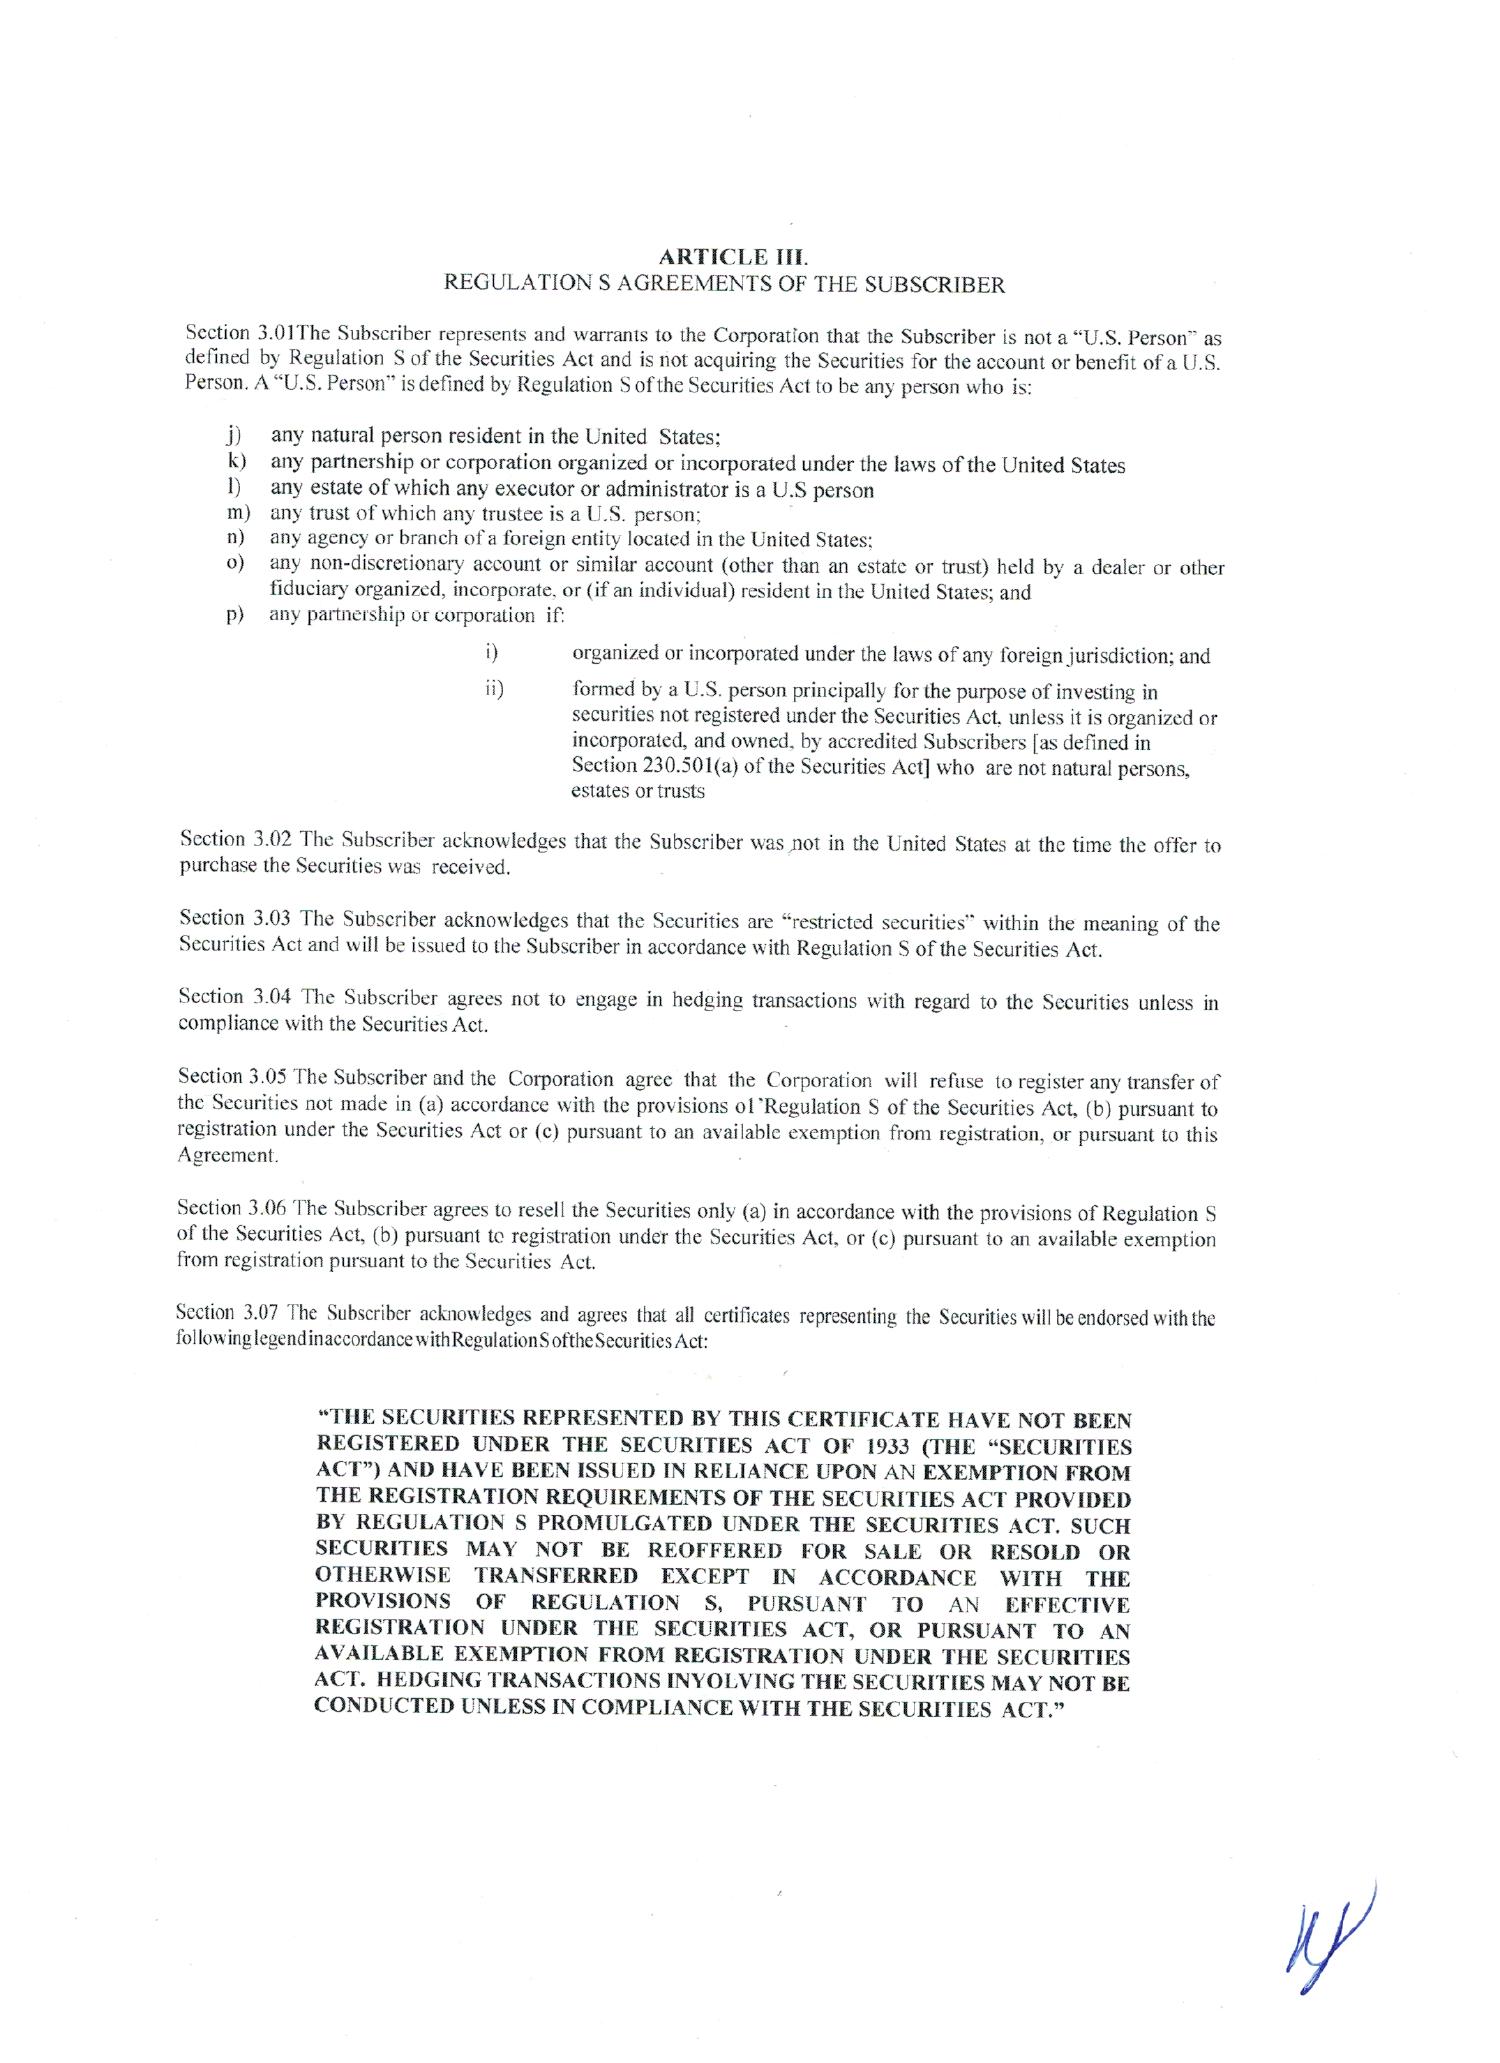 ARTICLE III.
REGULATION S AGREEMENTS OF THE SUBSCRIBER
Section 3.01The Subscriber represents and warrants to the Corporation that the Subscriber is not a “U.S. Person” as
defined by Regulation S of the Securities Act and is not acquiring the Securities for the account or benefit of a U.S.
Person. A “U.S. Person” is defined by Regulation S of the Securities Act to be any person who is:
j) any natural person resident in the United States;
k) any partnership or corporation organized or incorporated under the laws of the United States
l) any estate of which any executor or administrator is a U.S person
m) any trust of which any trustee is a U.S. person;
n) any agency or branch of a foreign entity located in the United States;
o) any non-discretionary account or similar account (other than an estate or trust) held by a dealer or other
fiduciary organized, incorporate, or (if an individual) resident in the United States; and
p) any partnership or corporation if:
i) organized or incorporated under the laws of any foreign jurisdiction; and
ii) formed by a U.S. person principally for the purpose of investing in
securities not registered under the Securities Act, unless it is organized or
incorporated, and owned, by accredited Subscribers [as defined in
Section 230.501(a) of the Securities Act] who are not natural persons,
estates or trusts
Section 3.02 The Subscriber acknowledges that the Subscriber was not in the United States at the time the offer to
purchase the Securities was received.
Section 3.03 The Subscriber acknowledges that the Securities are “restricted securities” within the meaning of the
Securities Act and will be issued to the Subscriber in accordance with Regulation S of the Securities Act.
Section 3.04 The Subscriber agrees not to engage in hedging transactions with regard to the Securities unless in
compliance with the Securities Act.
Section 3.05 The Subscriber and the Corporation agree that the Corporation will refuse to register any transfer of
the Securities not made in (a) accordance with the provisions of Regulation S of the Securities Act, (b) pursuant to
registration under the Securities Act or (c) pursuant to an available exemption from registration, or pursuant to this
Agreement.
Section 3.06 The Subscriber agrees to resell the Securities only (a) in accordance with the provisions of Regulation S
of the Securities Act, (b) pursuant to registration under the Securities Act, or (c) pursuant to an available exemption
from registration pursuant to the Securities Act.
Section 3.07 The Subscriber acknowledges and agrees that all certificates representing the Securities will be endorsed with the
following legend in accordance with Regulation S of the Securities Act:
“THE SECURITIES REPRESENTED BY THIS CERTIFICATE HAVE NOT BEEN
REGISTERED UNDER THE SECURITIES ACT OF 1933 (THE “SECURITIES
ACT”) AND HAVE BEEN ISSUED IN RELIANCE UPON AN EXEMPTION FROM
THE REGISTRATION REQUIREMENTS OF THE SECURITIES ACT PROVIDED
BY REGULATION S PROMULGATED UNDER THE SECURITIES ACT. SUCH
SECURITIES MAY NOT BE REOFFERED FOR SALE OR RESOLD OR
OTHERWISE TRANSFERRED EXCEPT IN ACCORDANCE WITH THE
PROVISIONS OF REGULATION S, PURSUANT TO AN EFFECTIVE
REGISTRATION UNDER THE SECURITIES ACT, OR PURSUANT TO AN
AVAILABLE EXEMPTION FROM REGISTRATION UNDER THE SECURITIES
ACT. HEDGING TRANSACTIONS INYOLVING THE SECURITIES MAY NOT BE
CONDUCTED UNLESS IN COMPLIANCE WITH THE SECURITIES ACT.”